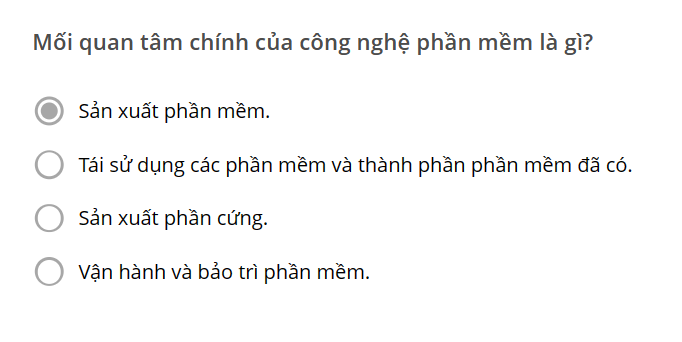 Mối quan tâm chính của công nghệ phần mềm là gì?
Sản xuất phần mềm.
Tái sử dụng các phần mềm và thành phần phần mềm đã có.
Sản xuất phần cứng.
Vận hành và bảo trì phần mềm.